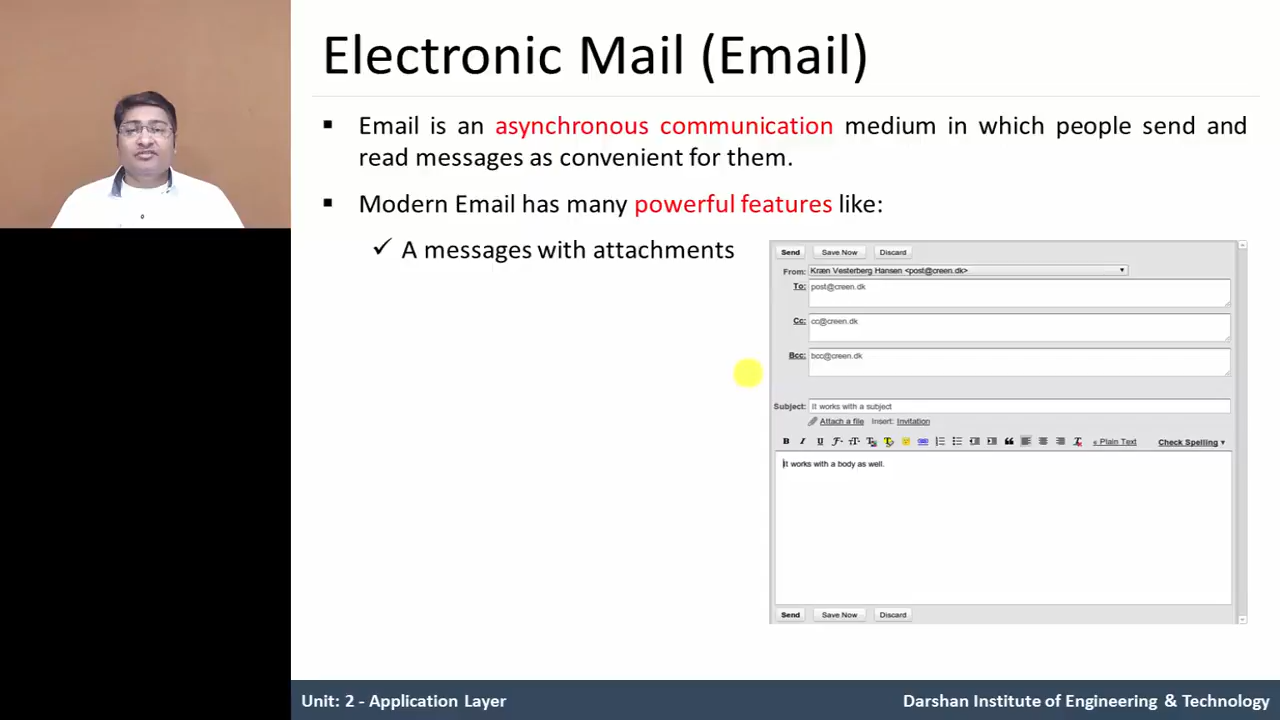 Electronic Mail (Email)
Email is an asynchronous communication medium in which people send and
read messages as convenient for them.
Modern Email has many powerful features like:
A messages with attachments
Send Save Now Discard
From: Kræn Vesterberg Hansen <post@creen.dk>
To: post@creen.dk
Cc: cc@creen.dk
Bcc: bcc@creen.dk
Subject: It works with a subject
Attach a file Insert: Invitation
B I U « Plain Text Check Spelling
It works with a body as well.
Send Save Now Discard
Unit: 2 - Application Layer
Darshan Institute of Engineering & Technology